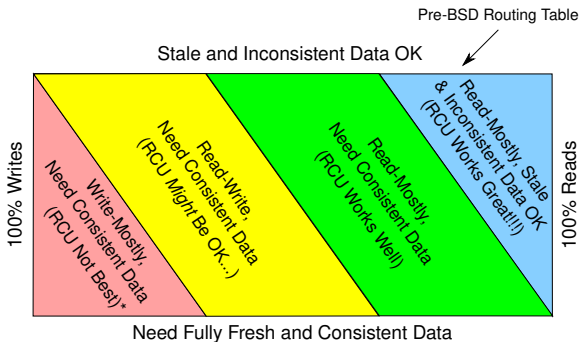 Pre-BSD Routing Table
Stale and Inconsistent Data OK
100% Writes
Write-Mostly,
Need Consistent Data
(RCU Not Best)*
Read-Write,
Need Consistent Data
(RCU Might Be OK...)
Read-Mostly,
Need Consistent Data
(RCU Works Well)
Read-Mostly, Stale
& Inconsistent Data OK
(RCU Works Great!!!)
100% Reads
Need Fully Fresh and Consistent Data